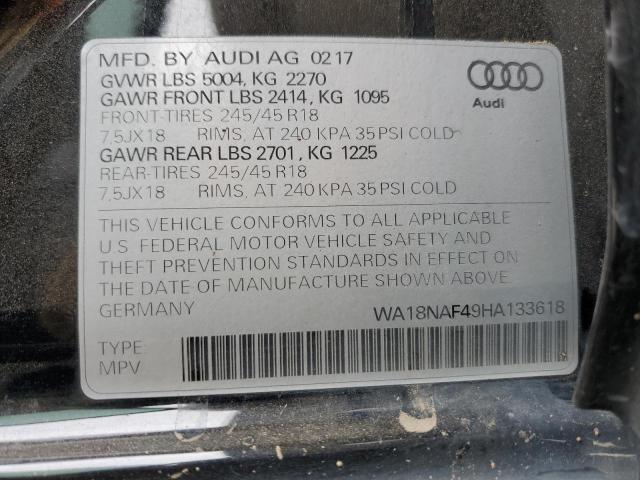 MFD. BY AUDI AG 02 17
GVWR LBS 5004, KG 2270
GAWR FRONT LBS 2414, KG 1095
FRONT-TIRES 245/45 R18
7,5JX18 RIMS, AT 240 KPA 35 PSI COLD
GAWR REAR LBS 2701, KG 1225
REAR-TIRES 245/45 R18
7,5JX18 RIMS, AT 240 KPA 35 PSI COLD
Audi
THIS VEHICLE CONFORMS TO ALL APPLICABLE
U.S. FEDERAL MOTOR VEHICLE SAFETY AND
THEFT PREVENTION STANDARDS IN EFFECT ON
THE DATE OF MANUFACTURE SHOWN ABOVE
GERMANY WA18NAF49HA133618
TYPE:
MPV